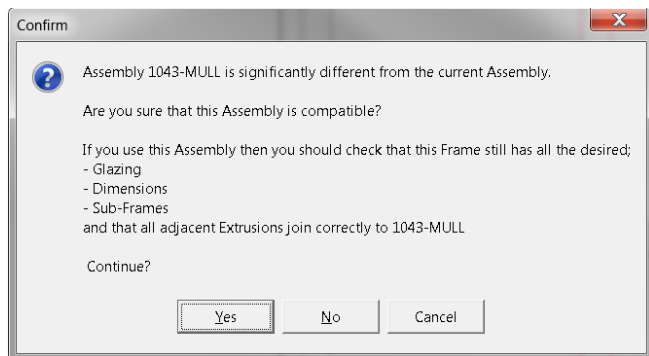 Confirm
Assembly 1043-MULL is significantly different from the current Assembly.
Are you sure that this Assembly is compatible?
If you use this Assembly then you should check that this Frame still has all the desired;
- Glazing
- Dimensions
- Sub-Frames
and that all adjacent Extrusions join correctly to 1043-MULL
Continue?
Yes No Cancel